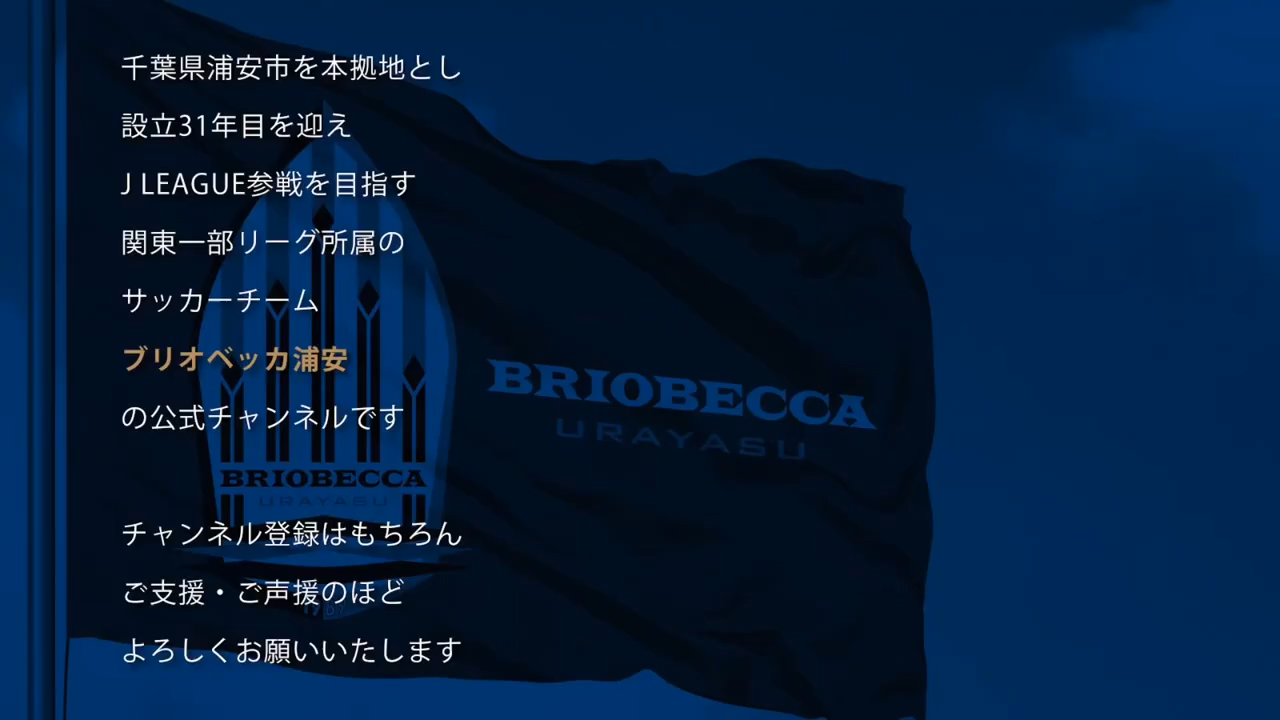 千葉県浦安市を本拠地とし
設立31年目を迎え
J LEAGUE参戦を目指す
関東一部リーグ所属の
サッカーチーム
ブリオベッカ浦安
の公式チャンネルです
BRIOBECCA
URAYASU
BRIOBECCA
URAYASU
チャンネル登録はもちろん
ご支援・ご声援のほど
よろしくお願いいたします